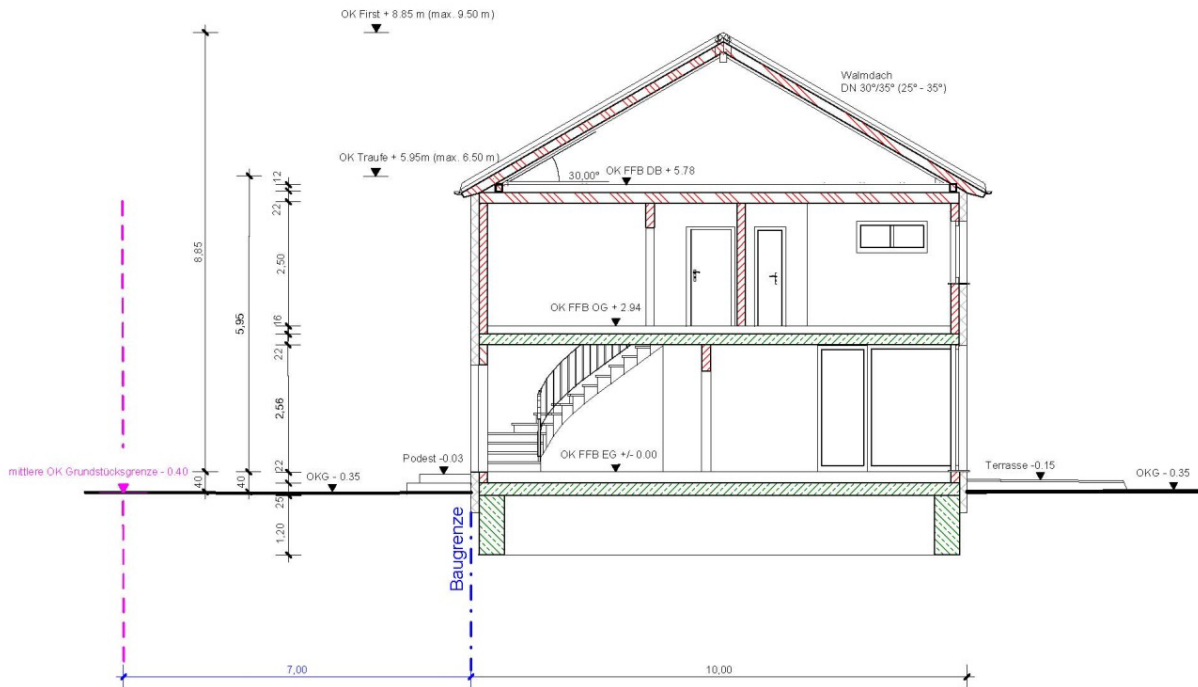 OK First + 8.85 m (max. 9.50 m)
Walmdach
DN 30°/35° (25° - 35°)
OK Traufe + 5.95m (max. 6.50 m)
30,00°
OK FFB DB + 5.78
12
22
8,85
2,50
5,95
OK FFB OG + 2.94
16
22
2,56
mittlere OK Grundstücksgrenze - 0.40
OKG - 0.35
Podest -0.03
OK FFB EG +/- 0.00
Terrasse -0.15
OKG - 0.35
40
40
22
25
1,20
Baugrenze
7,00
10,00